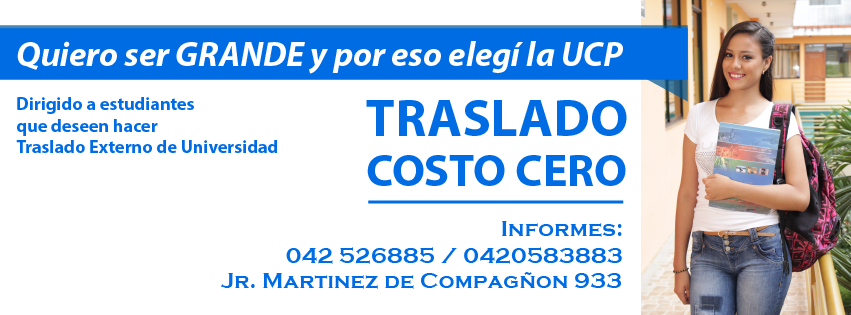 Quiero ser GRANDE y por eso elegí la UCP
Dirigido a estudiantes
que deseen hacer
Traslado Externo de Universidad
TRASLADO
COSTO CERO
INFORMES:
042 526885 / 0420583883
JR. MARTINEZ DE COMPAGÑON 933